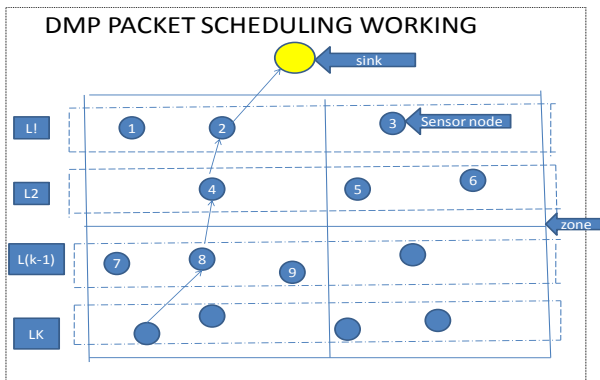 DMP PACKET SCHEDULING WORKING
sink
L!
1
2
3
Sensor node
L2
4
5
6
zone
L(k-1)
7
8
9
LK